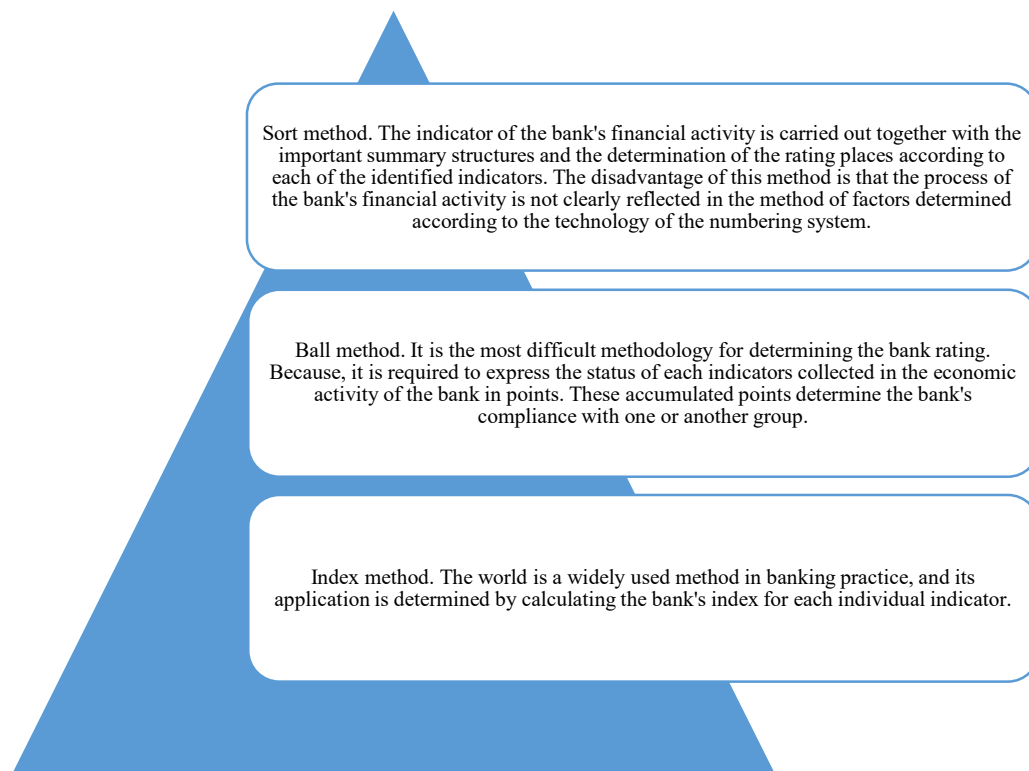 Sort method. The indicator of the bank's financial activity is carried out together with the
important summary structures and the determination of the rating places according to
each of the identified indicators. The disadvantage of this method is that the process of
the bank's financial activity is not clearly reflected in the method of factors determined
according to the technology of the numbering system.
Ball method. It is the most difficult methodology for determining the bank rating.
Because, it is required to express the status of each indicators collected in the economic
activity of the bank in points. These accumulated points determine the bank's
compliance with one or another group.
Index method. The world is a widely used method in banking practice, and its
application is determined by calculating the bank's index for each individual indicator.